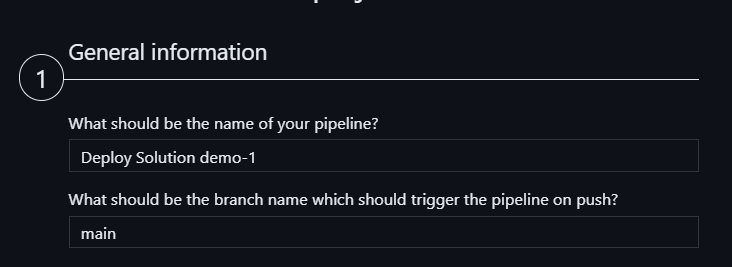 General information
1
What should be the name of your pipeline?
Deploy Solution demo-1
What should be the branch name which should trigger the pipeline on push?
main